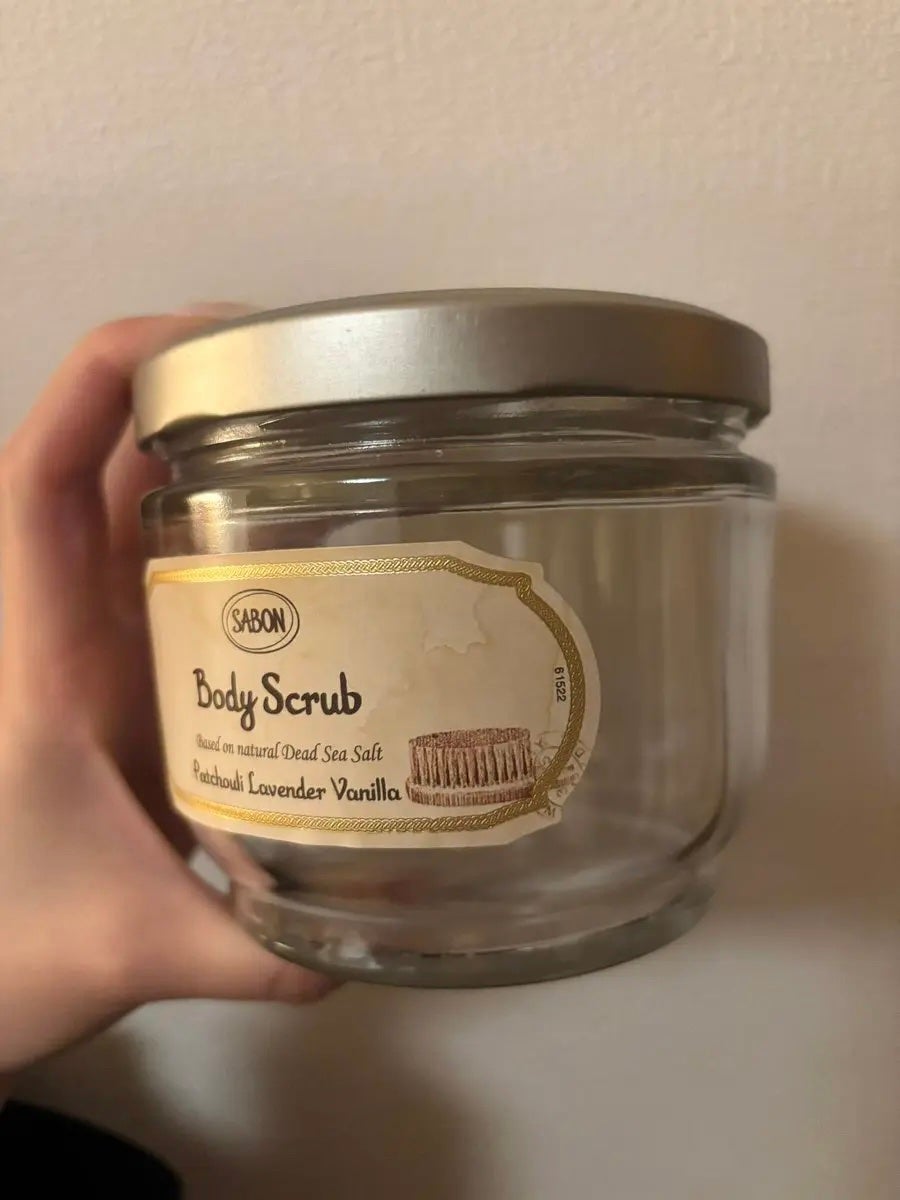 SABON
Body Scrub
Based on natural Dead Sea Salt
Patchouli Lavender Vanilla
61522